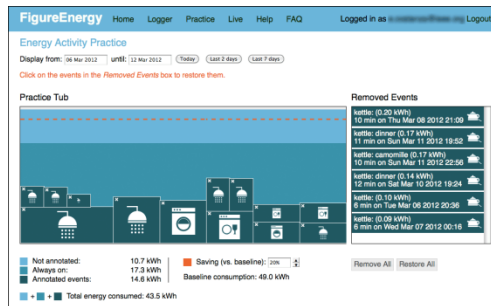 FigureEnergy Home Logger Practice Live Help FAQ Logged in as Logout
Energy Activity Practice
Display from: 06 Mar 2012 until: 12 Mar 2012 Today Last 2 days Last 7 days
Click on the events in the Removed Events box to restore them.
Practice Tub
Removed Events
kettle: (0.20 kWh)
10 min on Thu Mar 08 2012 21:09
kettle: dinner (0.17 kWh)
11 min on Sun Mar 11 2012 19:52
kettle: camomille (0.17 kWh)
10 min on Sun Mar 11 2012 22:56
kettle: dinner (0.14 kWh)
12 min on Sat Mar 10 2012 19:24
kettle: (0.10 kWh)
6 min on Tue Mar 06 2012 20:36
kettle: (0.09 kWh)
6 min on Wed Mar 07 2012 00:16
Not annotated: 10.7 kWh
Always on: 17.3 kWh
Annotated events: 14.6 kWh
+ + Total energy consumed: 43.5 kWh
Saving (vs. baseline): 20%
Baseline consumption: 49.0 kWh
Remove All Restore All